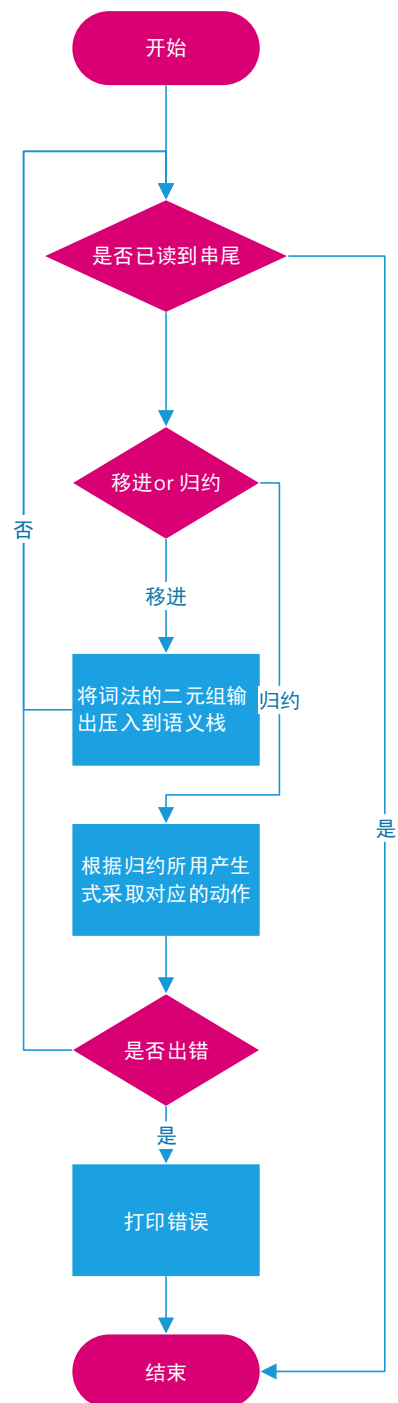 开始
是否已读到串尾
移进or 归约
否
移进
将词法的二元组输
出压入到语义栈
归约
是
根据归约所用产生
式采取对应的动作
是否出错
是
打印错误
结束